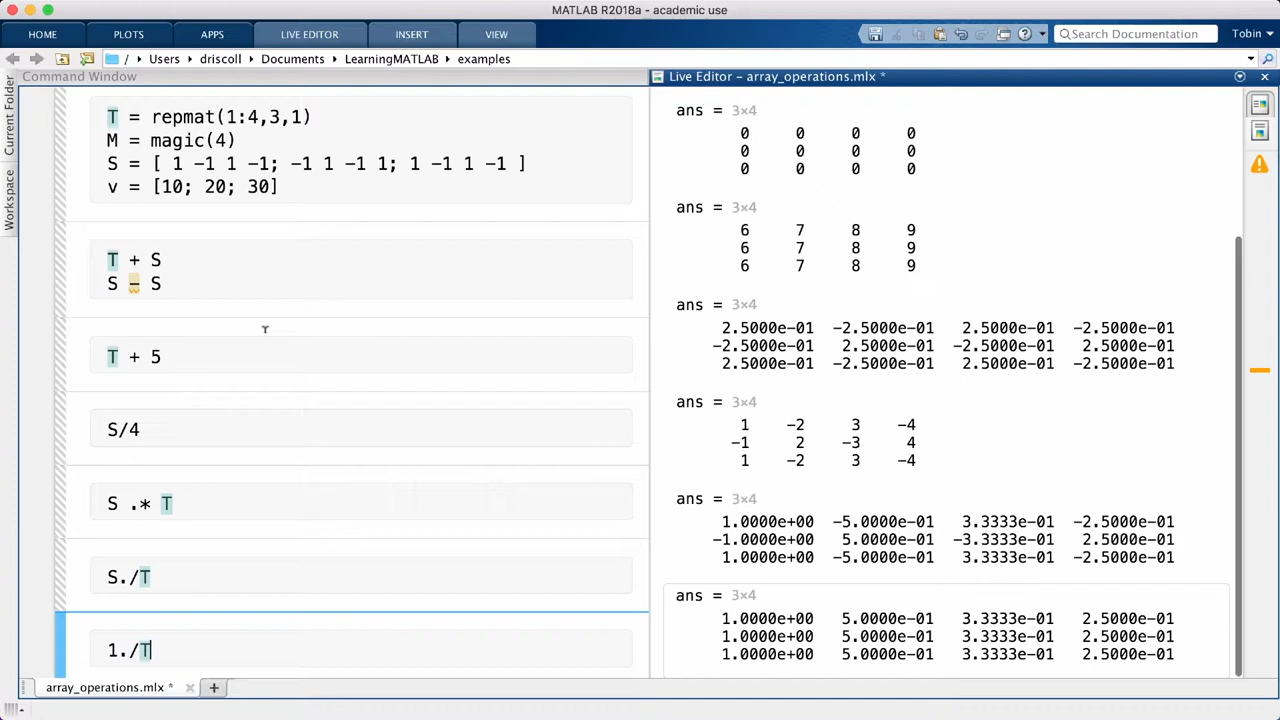 MATLAB R2018a - academic use
HOME PLOTS APPS LIVE EDITOR INSERT VIEW Search Documentation Tobin
/ ▸ Users ▸ driscoll ▸ Documents ▸ LearningMATLAB ▸ examples
Current Folder
Workspace
Command Window
T = repmat(1:4,3,1)
M = magic(4)
S = [ 1 -1 1 -1; -1 1 -1 1; 1 -1 1 -1 ]
v = [10; 20; 30]
T + S
S - S
T + 5
S/4
S .* T
S./T
1./T
array_operations.mlx * × +
Live Editor - array_operations.mlx *
ans = 3×4
0 0 0 0
0 0 0 0
0 0 0 0
ans = 3×4
6 7 8 9
6 7 8 9
6 7 8 9
ans = 3×4
2.5000e-01 -2.5000e-01 2.5000e-01 -2.5000e-01
-2.5000e-01 2.5000e-01 -2.5000e-01 2.5000e-01
2.5000e-01 -2.5000e-01 2.5000e-01 -2.5000e-01
ans = 3×4
1 -2 3 -4
-1 2 -3 4
1 -2 3 -4
ans = 3×4
1.0000e+00 -5.0000e-01 3.3333e-01 -2.5000e-01
-1.0000e+00 5.0000e-01 -3.3333e-01 2.5000e-01
1.0000e+00 -5.0000e-01 3.3333e-01 -2.5000e-01
ans = 3×4
1.0000e+00 5.0000e-01 3.3333e-01 2.5000e-01
1.0000e+00 5.0000e-01 3.3333e-01 2.5000e-01
1.0000e+00 5.0000e-01 3.3333e-01 2.5000e-01